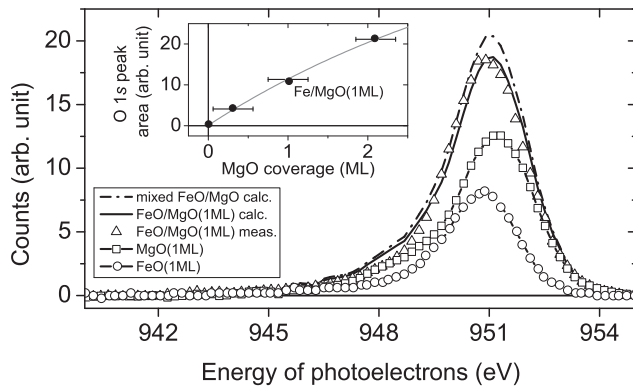 20
15
10
5
0
Counts (arb. unit)
O 1s peak
area (arb. unit)
20
10
0
Fe/MgO(1ML)
0
1
2
MgO coverage (ML)
mixed FeO/MgO calc.
FeO/MgO(1ML) calc.
FeO/MgO(1ML) meas.
MgO(1ML)
FeO(1ML)
942
945
948
951
954
Energy of photoelectrons (eV)